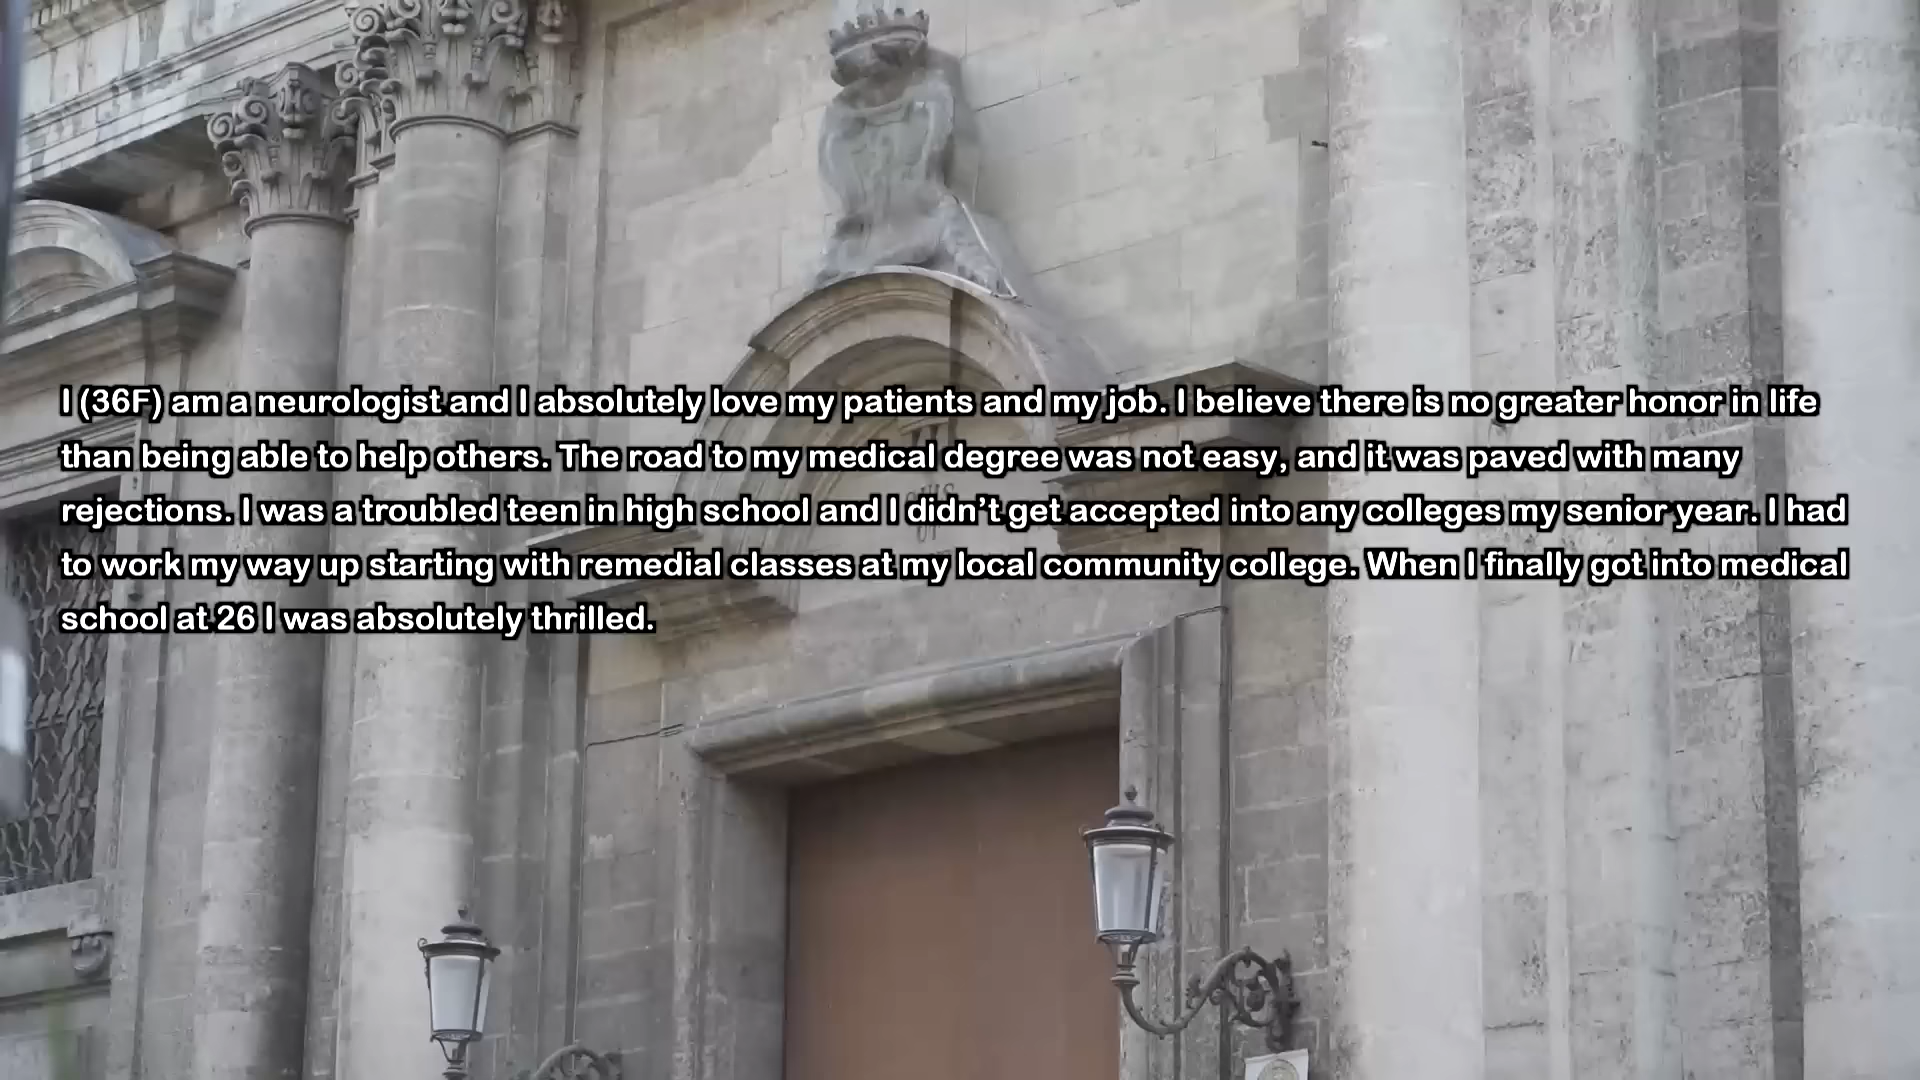 I (36F) am a neurologist and I absolutely love my patients and my job. I believe there is no greater honor in life
than being able to help others. The road to my medical degree was not easy, and it was paved with many
rejections. I was a troubled teen in high school and I didn’t get accepted into any colleges my senior year. I had
to work my way up starting with remedial classes at my local community college. When I finally got into medical
school at 26 I was absolutely thrilled.